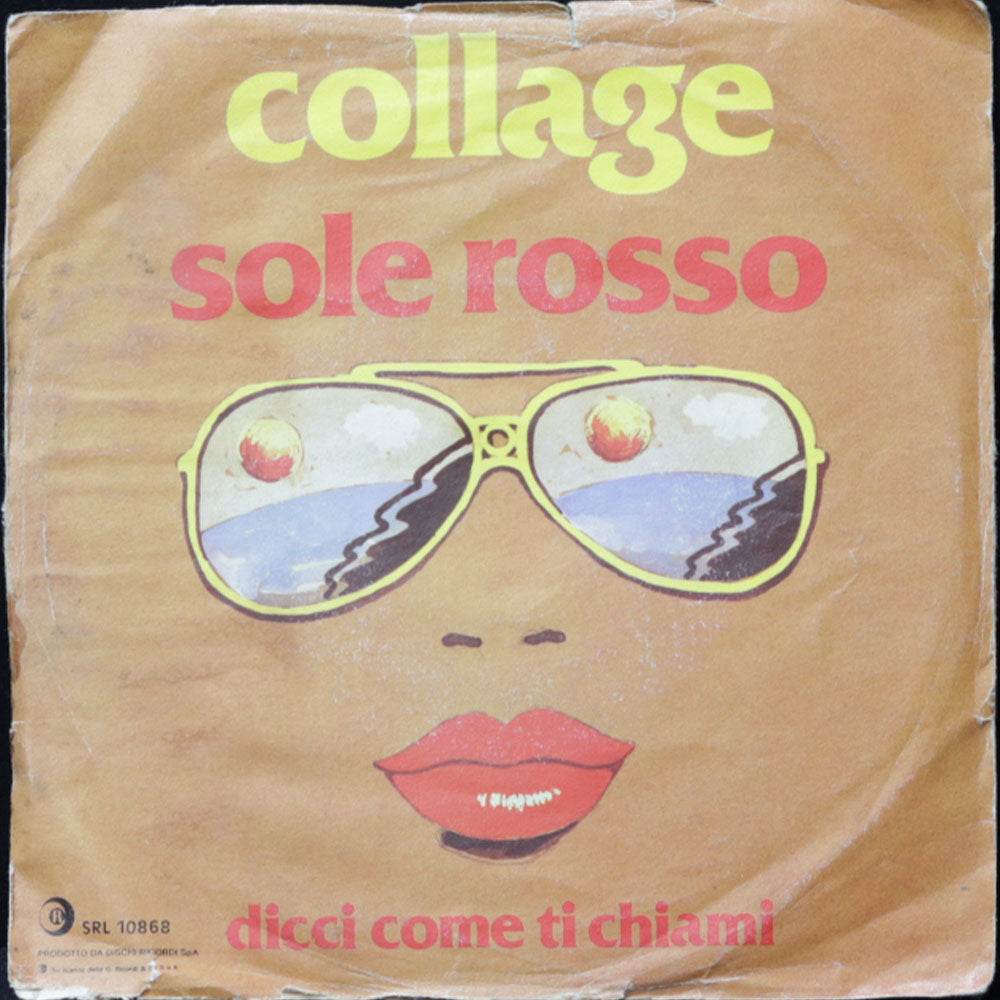 collage
sole rosso
dicci come ti chiami
SRL 10868
PRODOTTO DA DISCHI RICORDI SpA